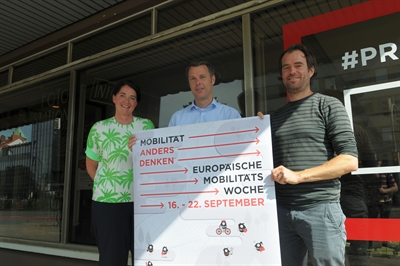 #PR
MOBILITÄT
ANDERS
DENKEN
EUROPÄISCHE
MOBILITÄTS
WOCHE
16. - 22. SEPTEMBER